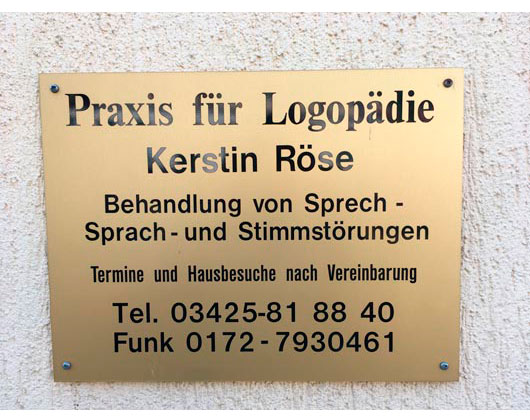 Praxis für Logopädie
Kerstin Röse
Behandlung von Sprech -
Sprach - und Stimmstörungen
Termine und Hausbesuche nach Vereinbarung
Tel. 03425-81 88 40
Funk 0172 - 7930461